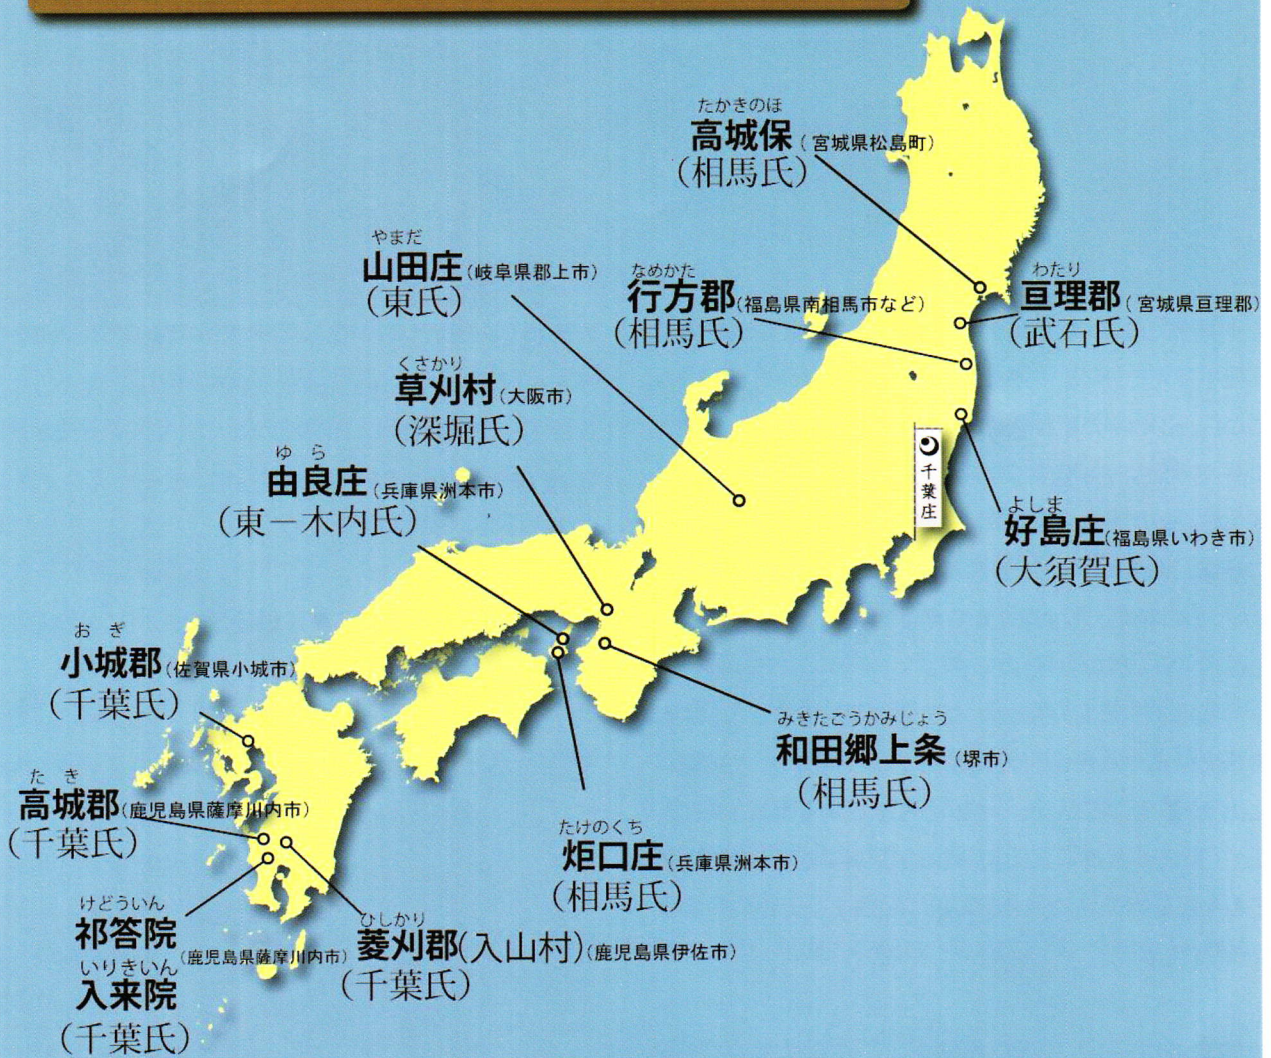 たかきのほ
高城保（宮城県松島町）
（相馬氏）
やまだ
山田庄（岐阜県郡上市）
（東氏）
なめかた
行方郡（福島県南相馬市など）
（相馬氏）
わたり
亘理郡（宮城県亘理郡）
（武石氏）
くさかり
草刈村（大阪市）
（深堀氏）
ゆら
由良庄（兵庫県洲本市）
（東－木内氏）
千葉庄
よしま
好島庄（福島県いわき市）
（大須賀氏）
おぎ
小城郡（佐賀県小城市）
（千葉氏）
みきたごうかみじょう
和田郷上条（堺市）
（相馬氏）
たき
高城郡（鹿児島県薩摩川内市）
（千葉氏）
たけのくち
炬口庄（兵庫県洲本市）
（相馬氏）
けどういん
祁答院
（鹿児島県薩摩川内市）
いりきいん
入来院
（千葉氏）
ひしかり
菱刈郡(入山村)（鹿児島県伊佐市）
（千葉氏）